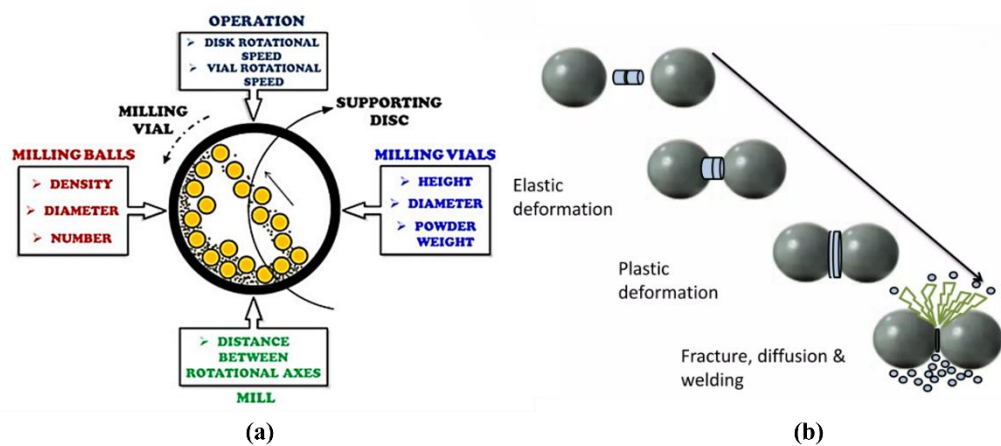 OPERATION
➢ DISK ROTATIONAL
SPEED
➢ VIAL ROTATIONAL
SPEED
MILLING
VIAL
SUPPORTING
DISC
MILLING BALLS
➢ DENSITY
➢ DIAMETER
➢ NUMBER
MILLING VIALS
➢ HEIGHT
➢ DIAMETER
➢ POWDER
WEIGHT
➢ DISTANCE
BETWEEN
ROTATIONAL AXES
MILL
(a)
Elastic
deformation
Plastic
deformation
Fracture, diffusion &
welding
(b)